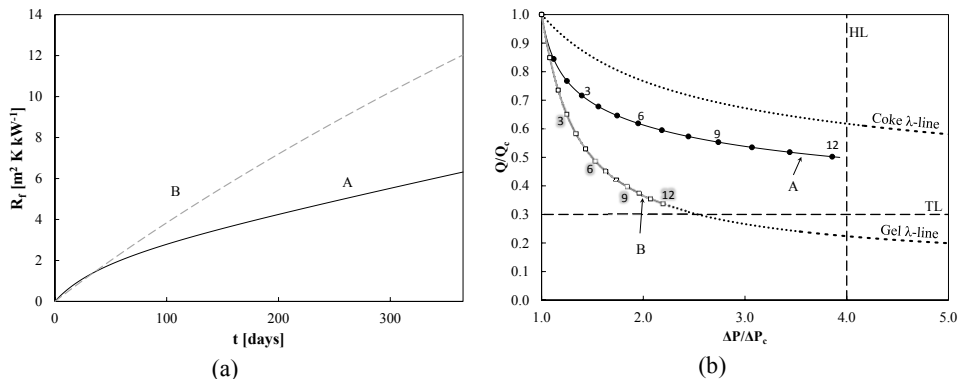 14
12
10
8
6
4
2
0
R_f [m² K kW⁻¹]
B
A
0
100
200
300
t [days]
(a)
1.0
0.9
0.8
0.7
0.6
0.5
0.4
0.3
0.2
0.1
0.0
Q/Q_c
HL
3
6
9
12
Coke λ-line
A
3
6
9
12
TL
B
Gel λ-line
1.0
2.0
3.0
4.0
5.0
ΔP/ΔP_c
(b)